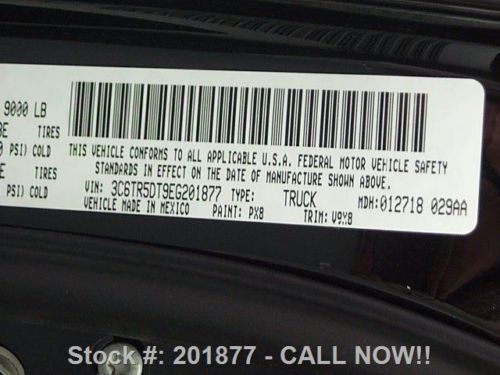 9000 LB
TIRES
PSI) COLD
TIRES
PSI) COLD
THIS VEHICLE CONFORMS TO ALL APPLICABLE U.S.A. FEDERAL MOTOR VEHICLE SAFETY
STANDARDS IN EFFECT ON THE DATE OF MANUFACTURE SHOWN ABOVE.
VIN: 3C6TR5DT9EG201877 TYPE: TRUCK MDH: 012718 029AA
VEHICLE MADE IN MEXICO PAINT: PX8 TRIM: V9X8
Stock #: 201877 - CALL NOW!!